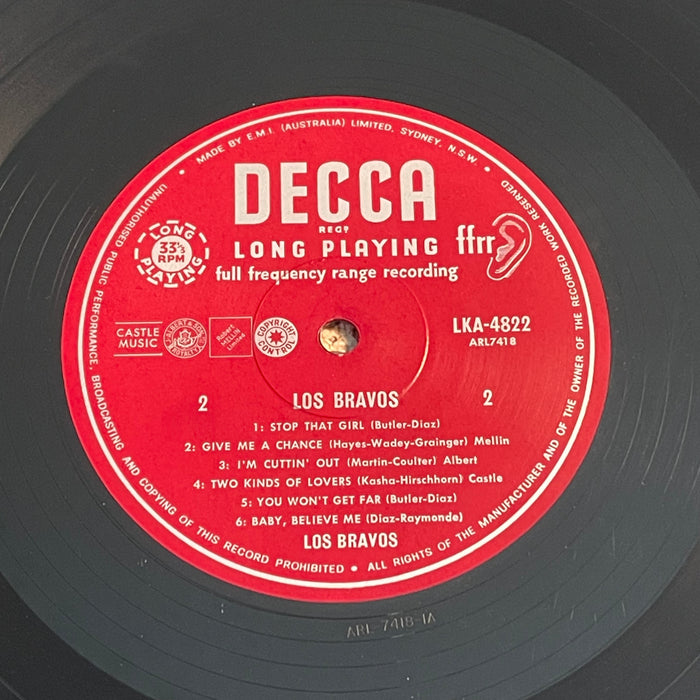 MADE BY E.M.I. (AUSTRALIA) LIMITED, SYDNEY, N.S.W.
UNAUTHORISED PUBLIC PERFORMANCE, BROADCASTING AND COPYING OF THIS RECORD PROHIBITED • ALL RIGHTS OF THE MANUFACTURER AND OF THE OWNER OF THE RECORDED WORK RESERVED
DECCA
REGD
LONG PLAYING
ffrr
full frequency range recording
LONG
33⅓
RPM
PLAYING
CASTLE
MUSIC
Robert
MELLIN
Limited
COPYRIGHT
CONTROL
LKA-4822
ARL7418
2 LOS BRAVOS 2
1: STOP THAT GIRL (Butler-Diaz)
2: GIVE ME A CHANCE (Hayes-Wadey-Grainger) Mellin
3: I'M CUTTIN' OUT (Martin-Coulter) Albert
4: TWO KINDS OF LOVERS (Kasha-Hirschhorn) Castle
5: YOU WON'T GET FAR (Butler-Diaz)
6: BABY, BELIEVE ME (Diaz-Raymonde)
LOS BRAVOS
ARL-7418-1A